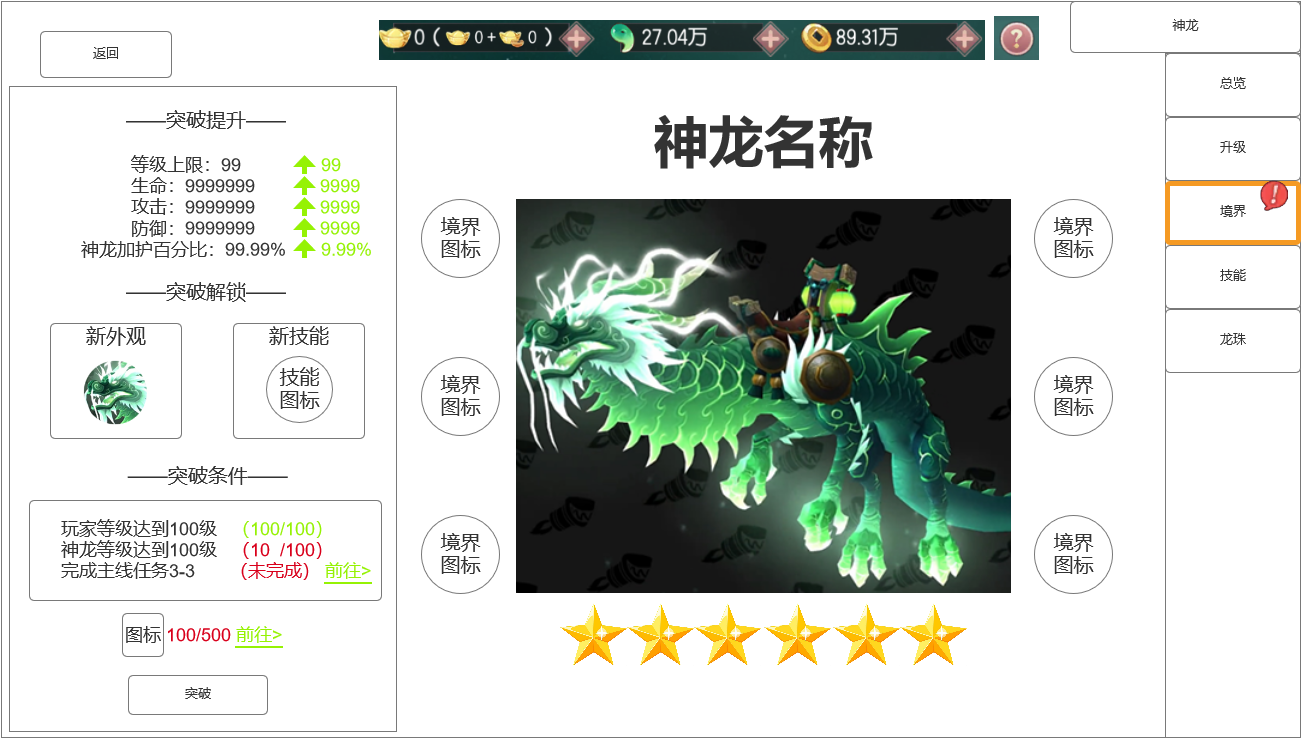 返回
0 ( 0 + 0 )
27.04万
89.31万
?
神龙
总览
升级
境界
!
技能
龙珠
——突破提升——
等级上限：99 99
生命：9999999 9999
攻击：9999999 9999
防御：9999999 9999
神龙加护百分比：99.99% 9.99%
——突破解锁——
新外观
新技能
技能
图标
——突破条件——
玩家等级达到100级 （100/100）
神龙等级达到100级 （10 /100）
完成主线任务3-3 （未完成） 前往>
图标 100/500 前往>
突破
神龙名称
境界
图标
境界
图标
境界
图标
境界
图标
境界
图标
境界
图标